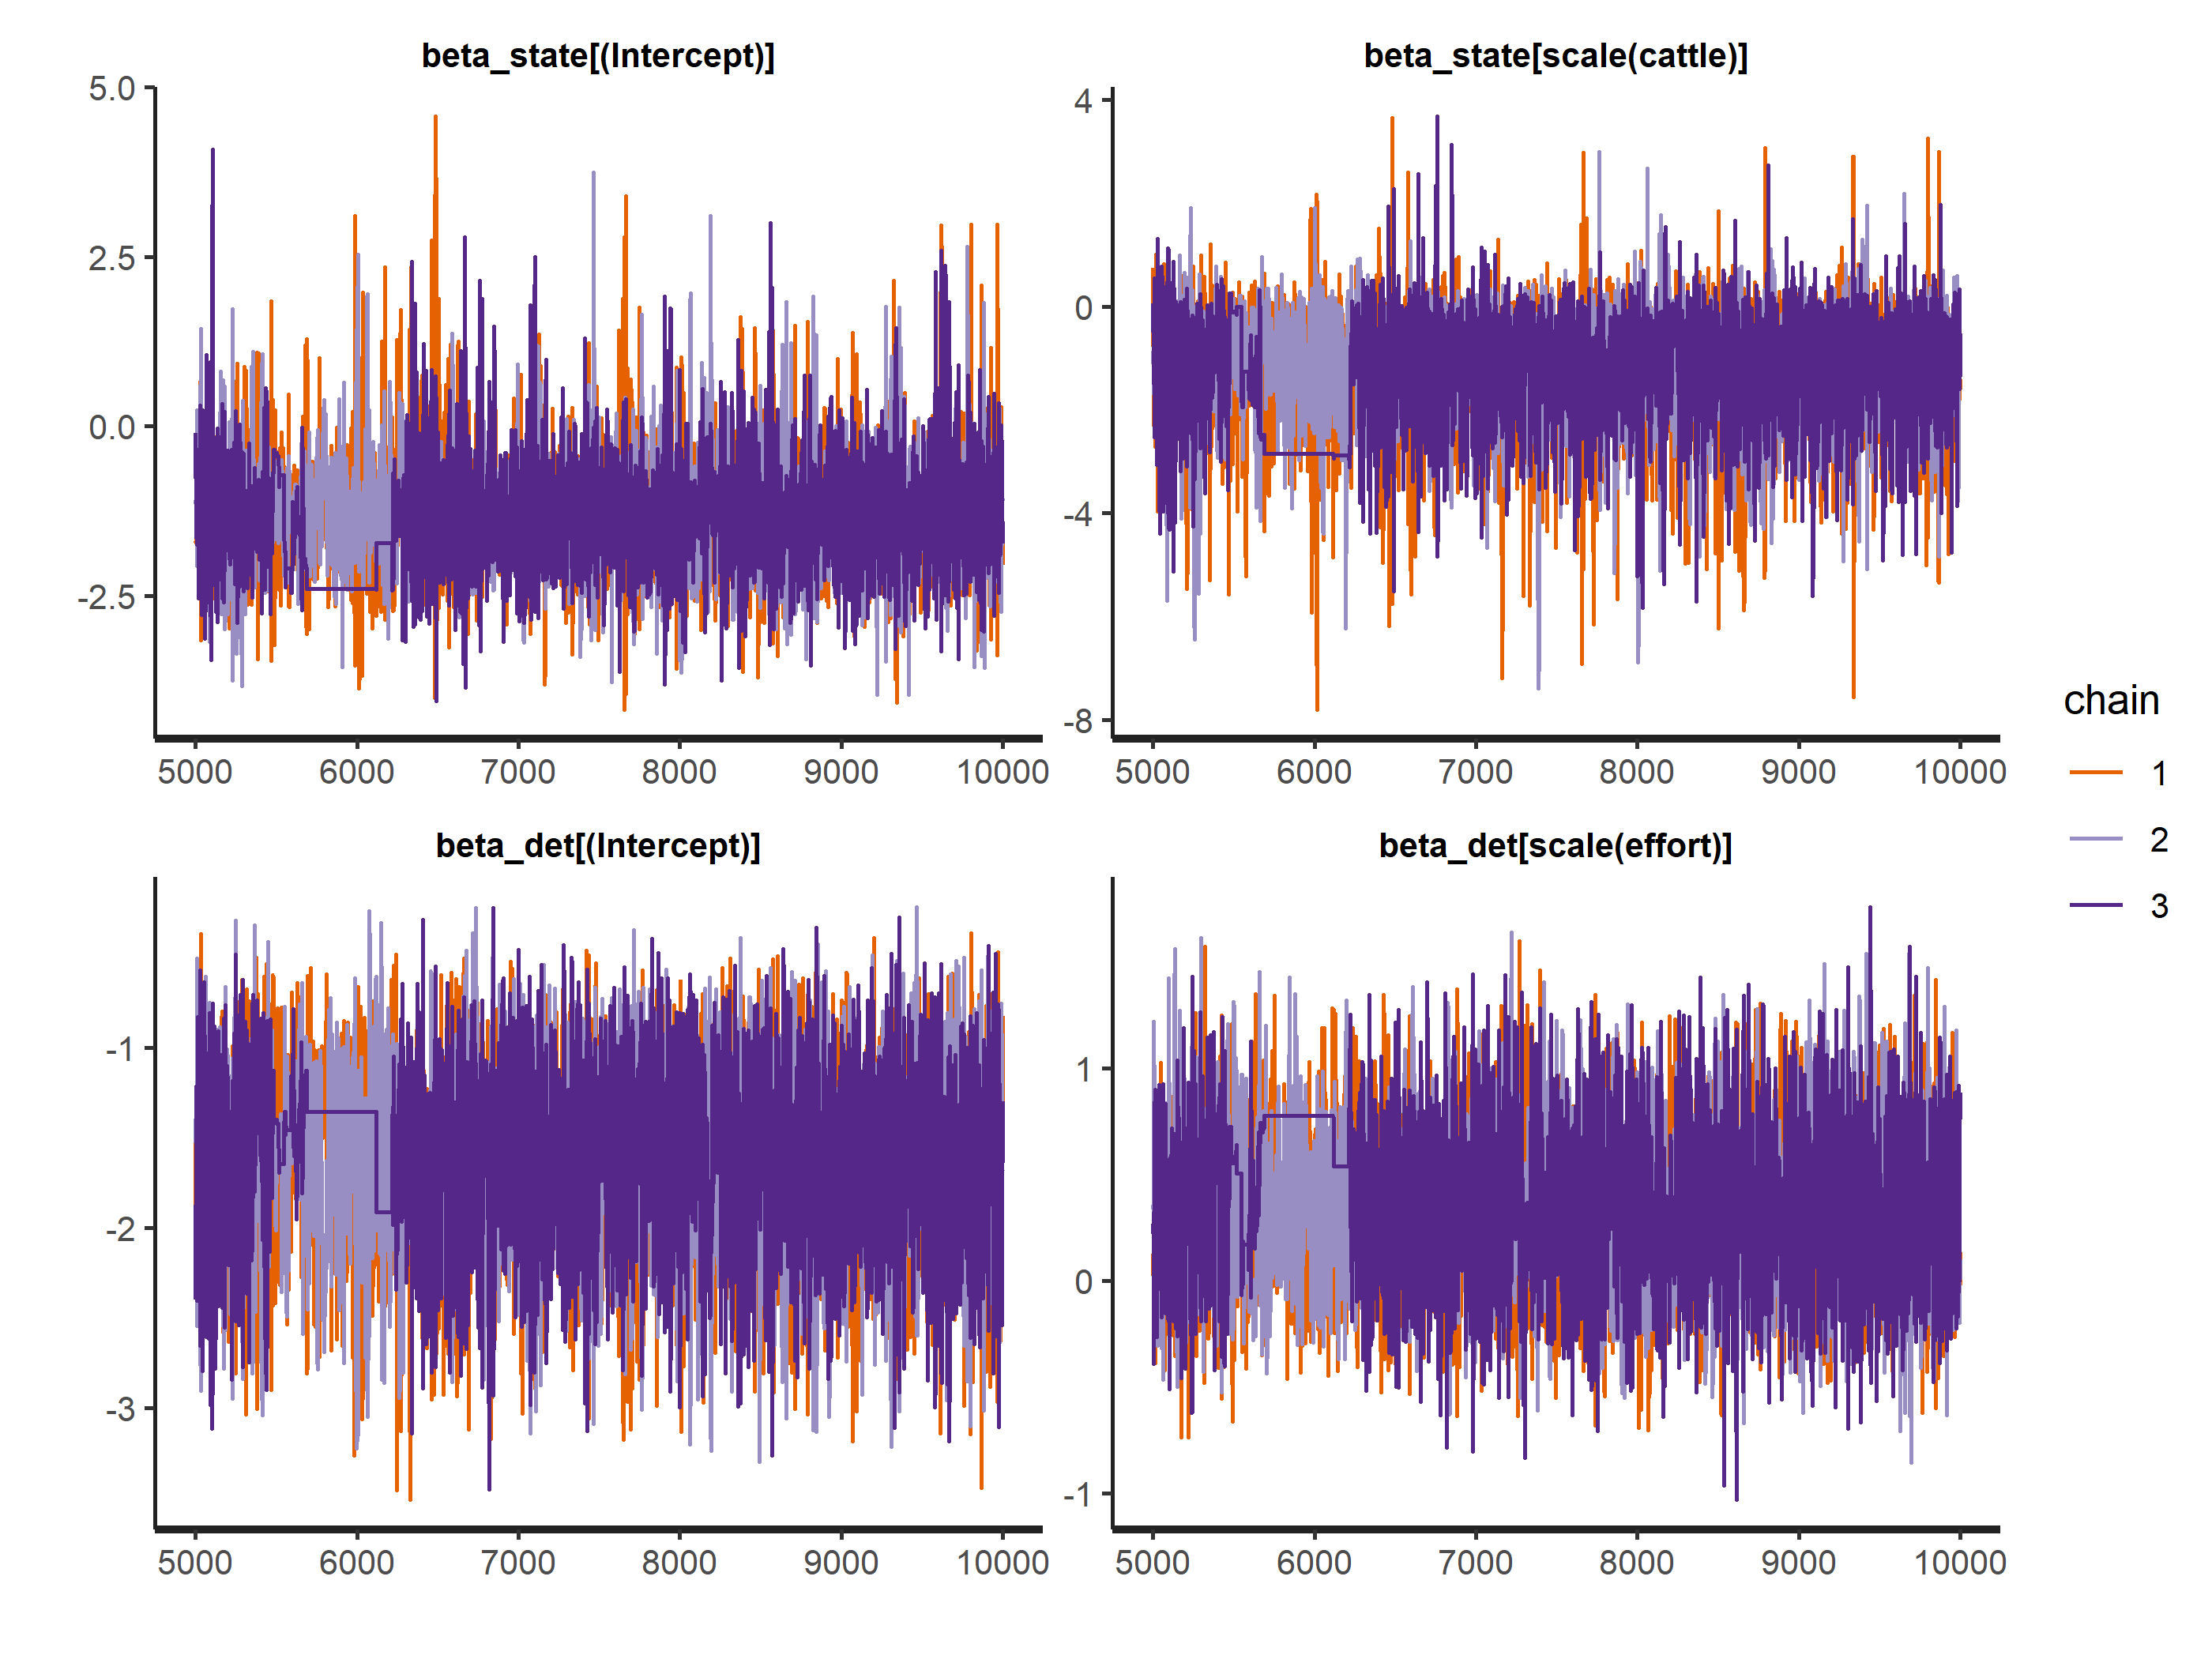 beta_state[(Intercept)]
beta_state[scale(cattle)]
5.0
2.5
0.0
-2.5
4
0
-4
-8
5000 6000 7000 8000 9000 10000
5000 6000 7000 8000 9000 10000
beta_det[(Intercept)]
beta_det[scale(effort)]
-1
-2
-3
1
0
-1
5000 6000 7000 8000 9000 10000
5000 6000 7000 8000 9000 10000
chain
1
2
3